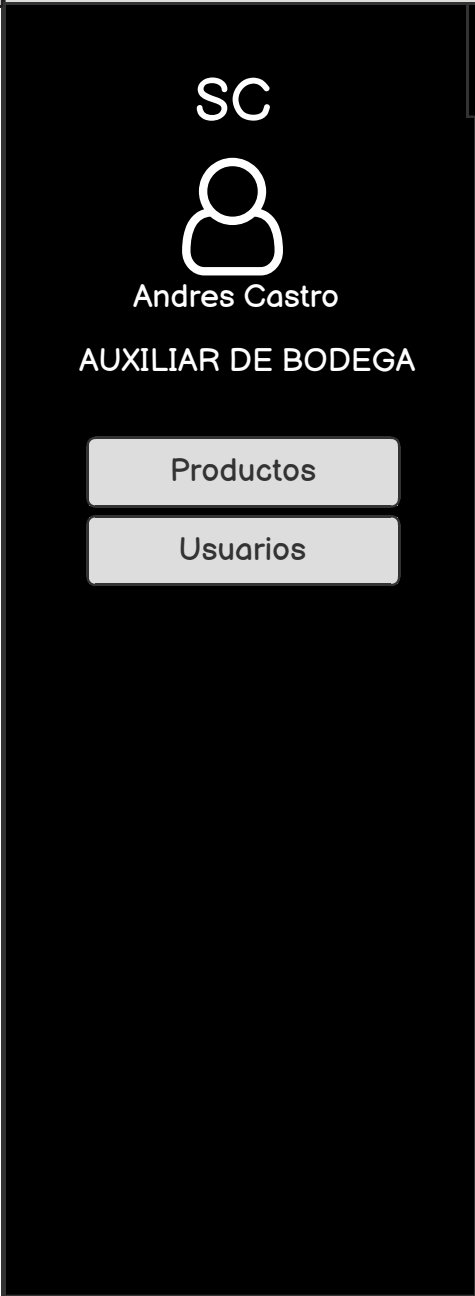 SC
Andres Castro
AUXILIAR DE BODEGA
Productos
Usuarios